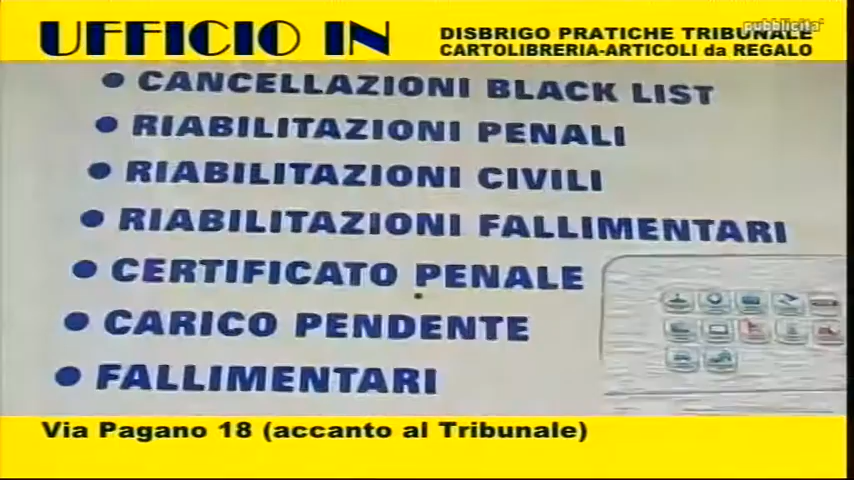 UFFICIO IN
DISBRIGO PRATICHE TRIBUNALE
CARTOLIBRERIA-ARTICOLI da REGALO
pubblicita'
• CANCELLAZIONI BLACK LIST
• RIABILITAZIONI PENALI
• RIABILITAZIONI CIVILI
• RIABILITAZIONI FALLIMENTARI
• CERTIFICATO PENALE
• CARICO PENDENTE
• FALLIMENTARI
Via Pagano 18 (accanto al Tribunale)